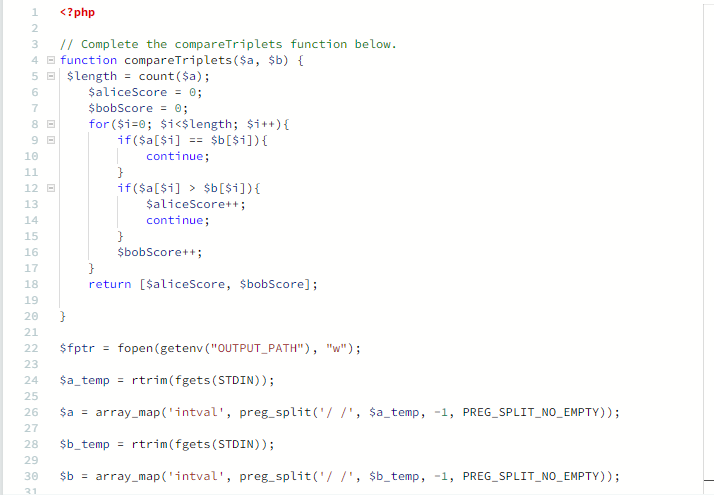 1 <?php
2
3 // Complete the compareTriplets function below.
4 function compareTriplets($a, $b) {
5 $length = count($a);
6 $aliceScore = 0;
7 $bobScore = 0;
8 for($i=0; $i<$length; $i++){
9 if($a[$i] == $b[$i]){
10 continue;
11 }
12 if($a[$i] > $b[$i]){
13 $aliceScore++;
14 continue;
15 }
16 $bobScore++;
17 }
18 return [$aliceScore, $bobScore];
19
20 }
21
22 $fptr = fopen(getenv("OUTPUT_PATH"), "w");
23
24 $a_temp = rtrim(fgets(STDIN));
25
26 $a = array_map('intval', preg_split('/ /', $a_temp, -1, PREG_SPLIT_NO_EMPTY));
27
28 $b_temp = rtrim(fgets(STDIN));
29
30 $b = array_map('intval', preg_split('/ /', $b_temp, -1, PREG_SPLIT_NO_EMPTY));
31